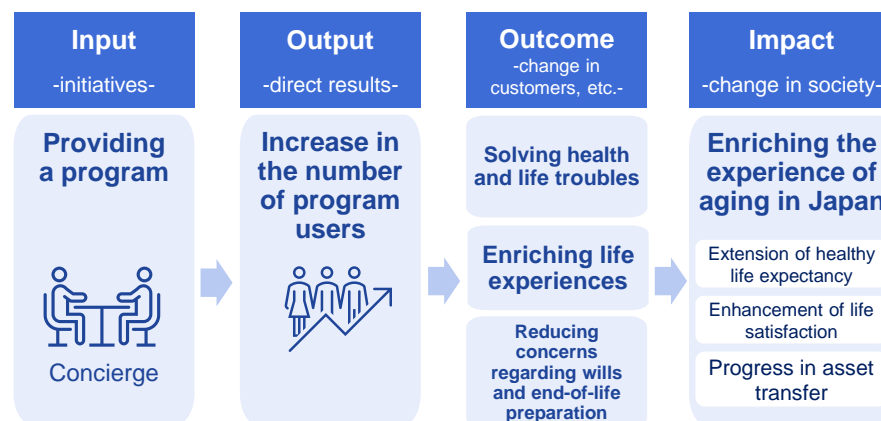 Input
-initiatives-
Providing
a program
Concierge
Output
-direct results-
Increase in
the number
of program
users
Outcome
-change in
customers, etc.-
Solving health
and life troubles
Enriching life
experiences
Reducing
concerns
regarding wills
and end-of-life
preparation
Impact
-change in society-
Enriching the
experience of
aging in Japan
Extension of healthy
life expectancy
Enhancement of life
satisfaction
Progress in asset
transfer